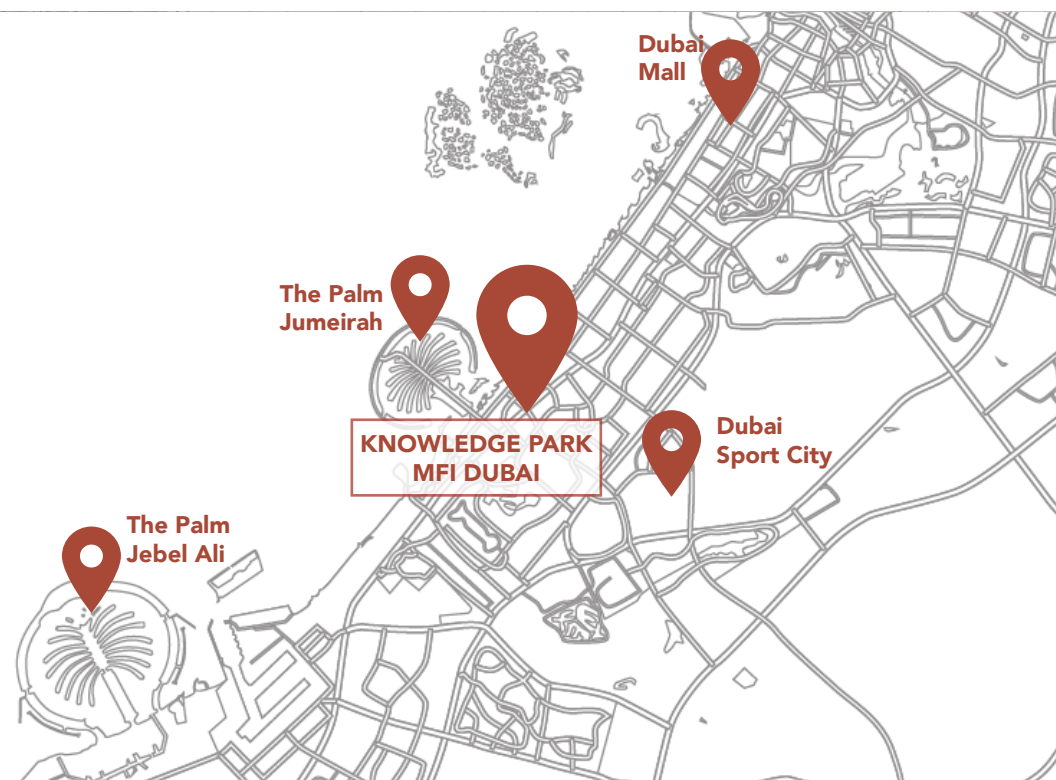 Dubai
Mall
The Palm
Jumeirah
KNOWLEDGE PARK
MFI DUBAI
Dubai
Sport City
The Palm
Jebel Ali